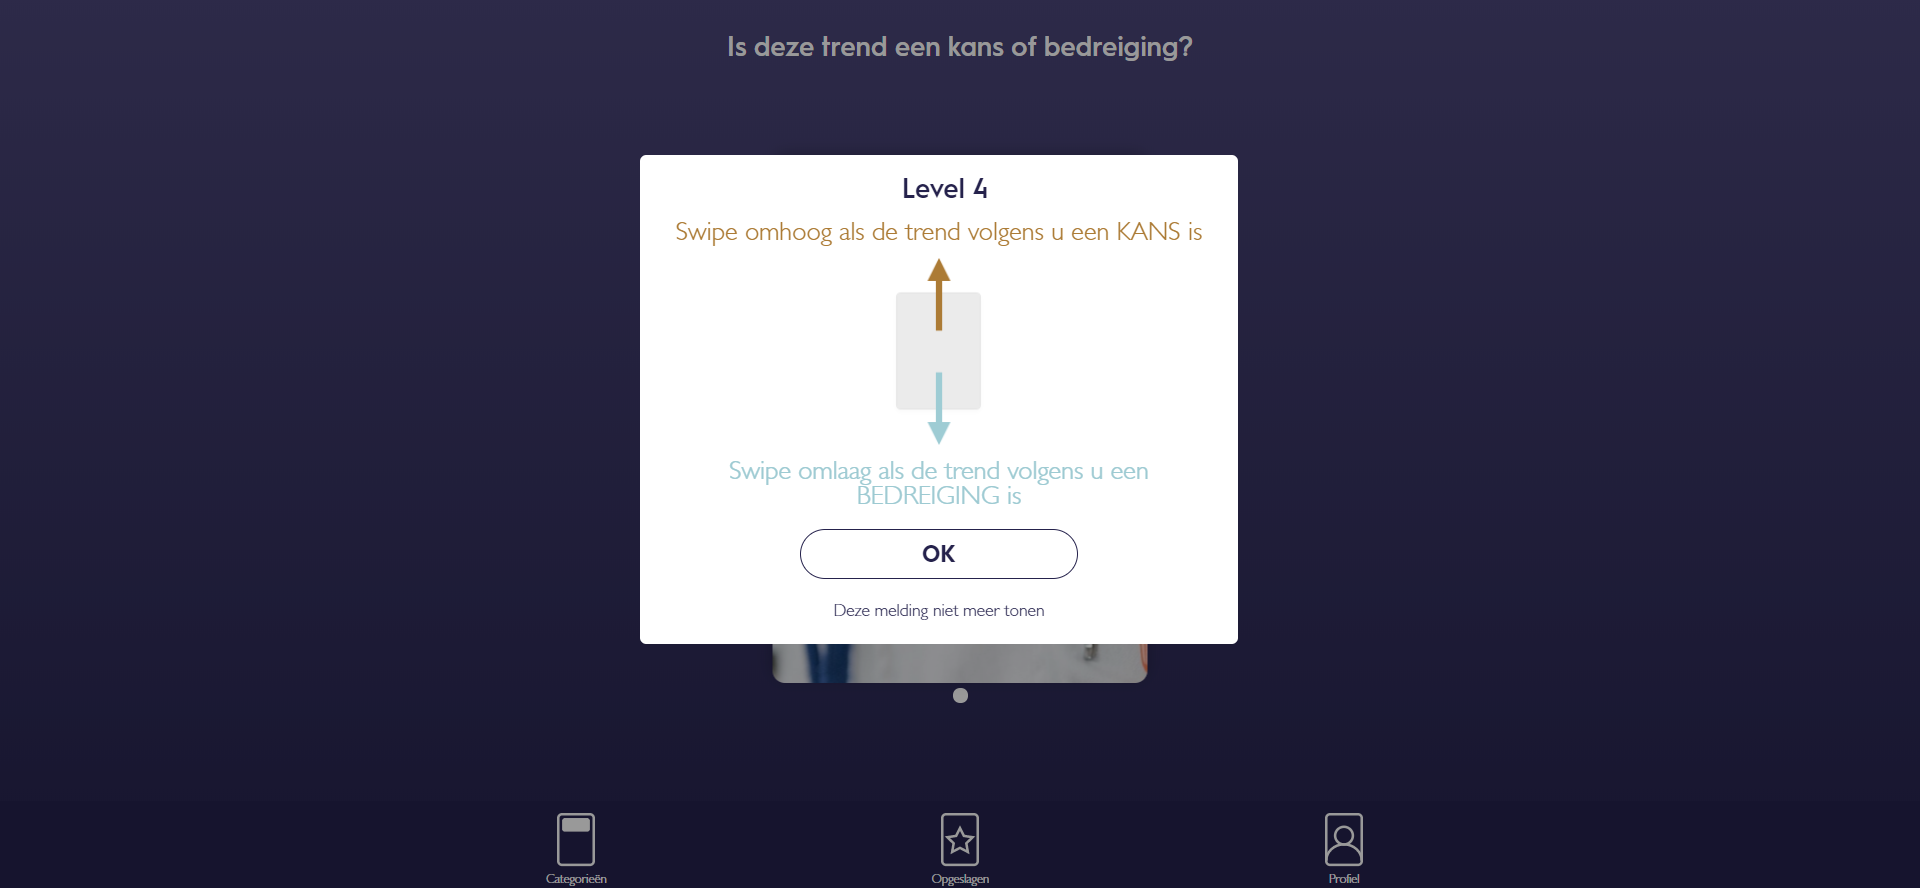 Is deze trend een kans of bedreiging?
Level 4
Swipe omhoog als de trend volgens u een KANS is
Swipe omlaag als de trend volgens u een
BEDREIGING is
OK
Deze melding niet meer tonen
Categorieën
Opgeslagen
Profiel